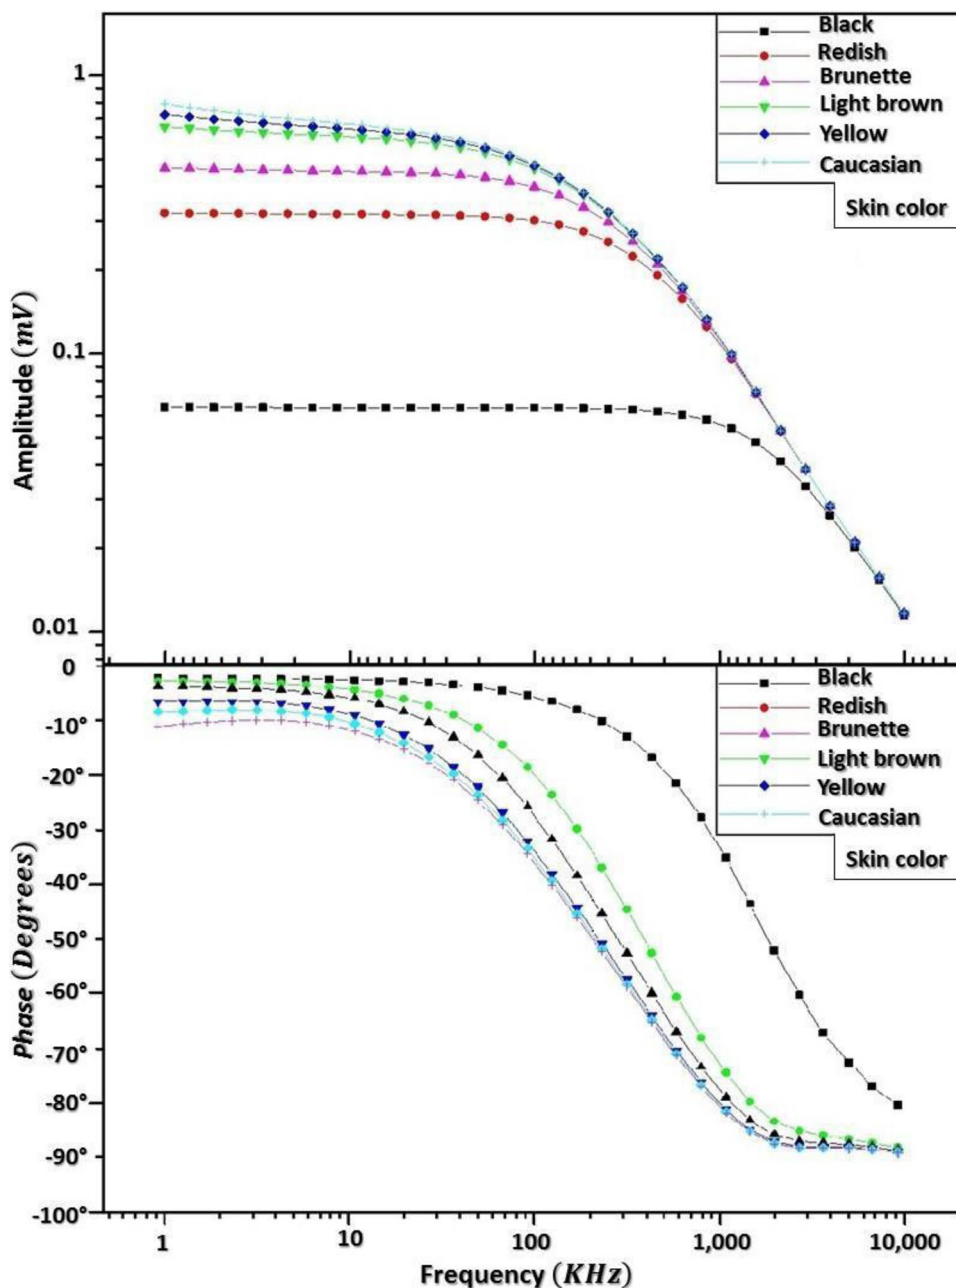 Black
Redish
Brunette
Light brown
Yellow
Caucasian
Skin color
1
0.1
0.01
Amplitude (mV)
0
-10°
-20°
-30°
-40°
-50°
-60°
-70°
-80°
-90°
-100°
Phase (Degrees)
Black
Redish
Brunette
Light brown
Yellow
Caucasian
Skin color
1 10 100 1,000 10,000
Frequency (KHz)